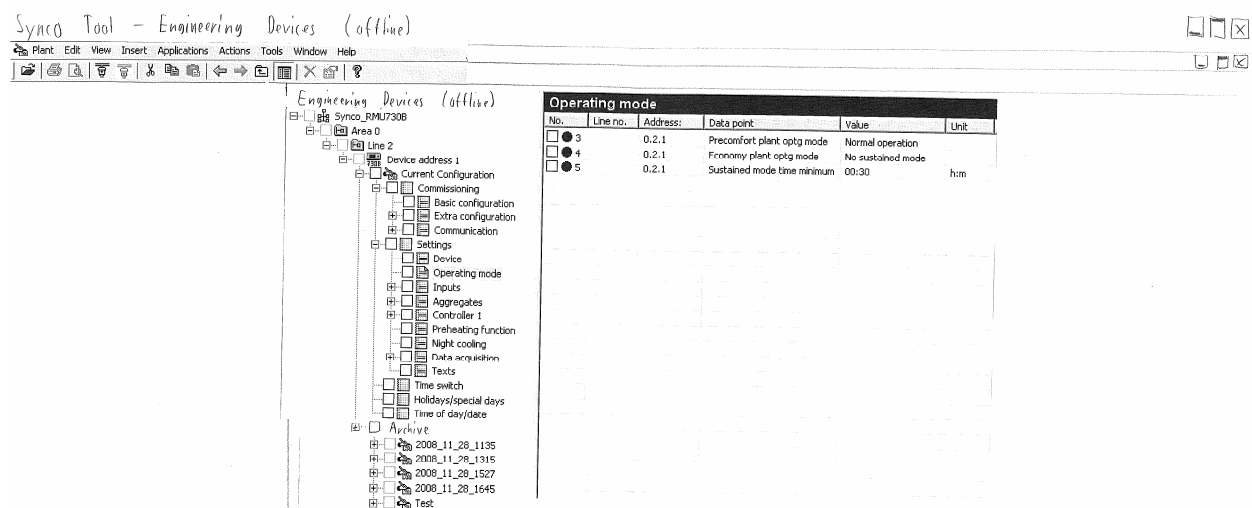 Synco Tool - Engineering Devices (offline)
Plant Edit View Insert Applications Actions Tools Window Help
Engineering Devices (offline)
Synco_RMU730B
Area 0
Line 2
Device address 1
Current Configuration
Commissioning
Basic configuration
Extra configuration
Communication
Settings
Device
Operating mode
Inputs
Aggregates
Controller 1
Preheating function
Night cooling
Data acquisition
Texts
Time switch
Holidays/special days
Time of day/date
Archive
2008_11_28_1135
2008_11_28_1315
2008_11_28_1527
2008_11_28_1645
Test
Operating mode
No. Line no. Address: Data point Value Unit
3 0.2.1 Precomfort plant optg mode Normal operation
4 0.2.1 Economy plant optg mode No sustained mode
5 0.2.1 Sustained mode time minimum 00:30 h:m